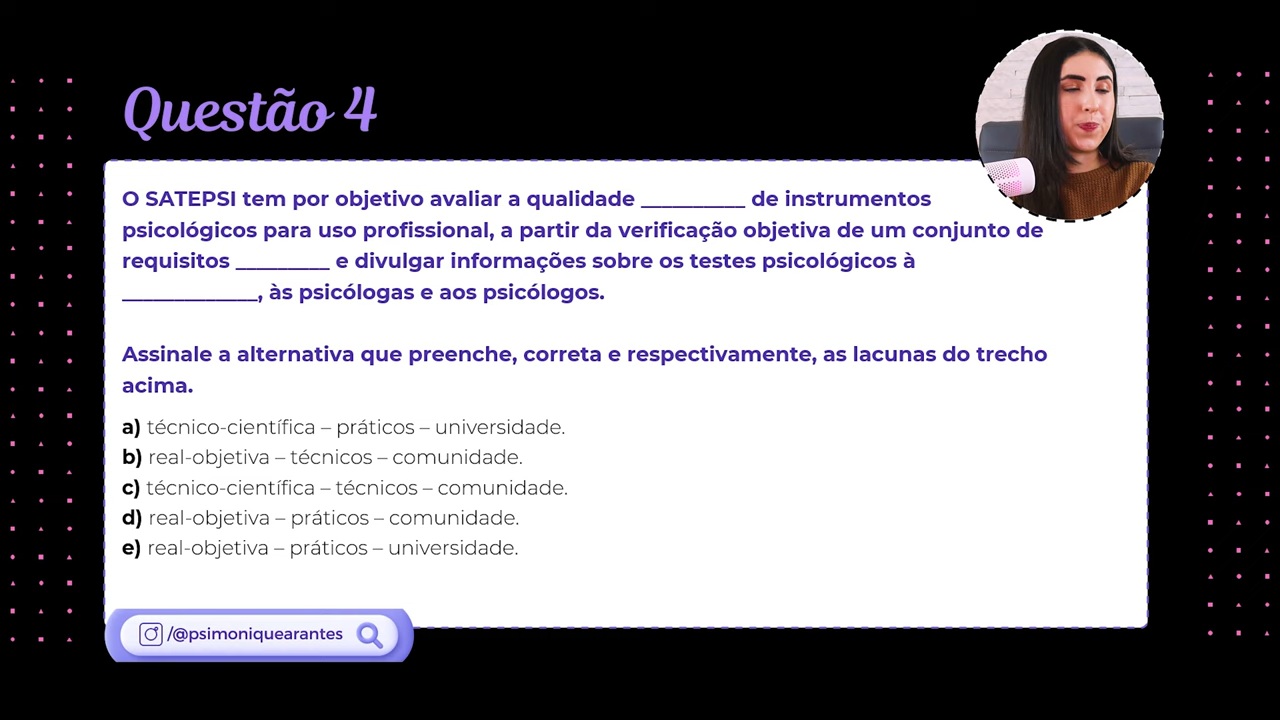 Questão 4
O SATEPSI tem por objetivo avaliar a qualidade __________ de instrumentos
psicológicos para uso profissional, a partir da verificação objetiva de um conjunto de
requisitos _________ e divulgar informações sobre os testes psicológicos à
_____________, às psicólogas e aos psicólogos.
Assinale a alternativa que preenche, correta e respectivamente, as lacunas do trecho
acima.
a) técnico-científica – práticos – universidade.
b) real-objetiva – técnicos – comunidade.
c) técnico-científica – técnicos – comunidade.
d) real-objetiva – práticos – comunidade.
e) real-objetiva – práticos – universidade.
/@psimoniquearantes